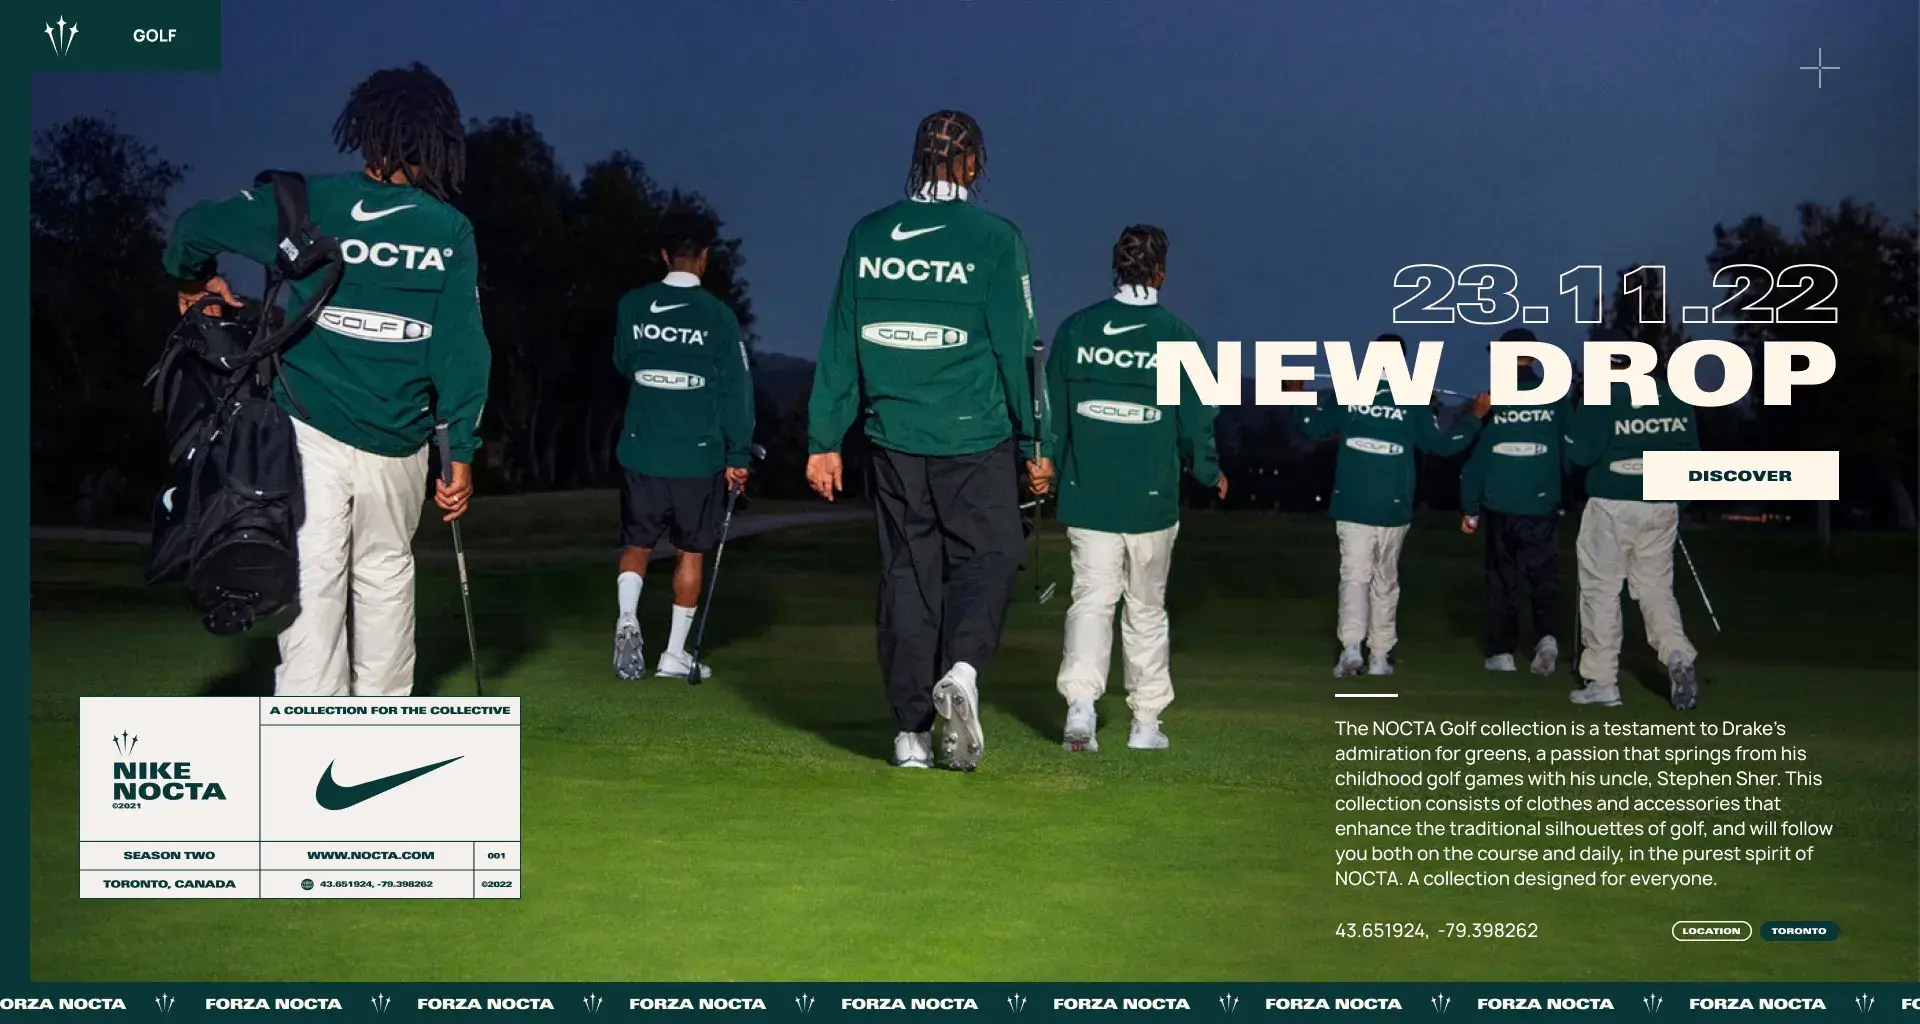 GOLF
NOCTA®
GOLF
NOCTA®
GOLF
NOCTA®
GOLF
NOCTA
GOLF
NOCTA®
GOLF
NOCTA®
GOLF
NOCTA®
23.11.22
NEW DROP
DISCOVER
A COLLECTION FOR THE COLLECTIVE
NIKE
NOCTA
©2021
SEASON TWO
WWW.NOCTA.COM
001
TORONTO, CANADA
43.651924, -79.398262
©2022
The NOCTA Golf collection is a testament to Drake's
admiration for greens, a passion that springs from his
childhood golf games with his uncle, Stephen Sher. This
collection consists of clothes and accessories that
enhance the traditional silhouettes of golf, and will follow
you both on the course and daily, in the purest spirit of
NOCTA. A collection designed for everyone.
43.651924, -79.398262
LOCATION
TORONTO
ORZA NOCTA FORZA NOCTA FORZA NOCTA FORZA NOCTA FORZA NOCTA FORZA NOCTA FORZA NOCTA FORZA NOCTA FORZA NOCTA FO